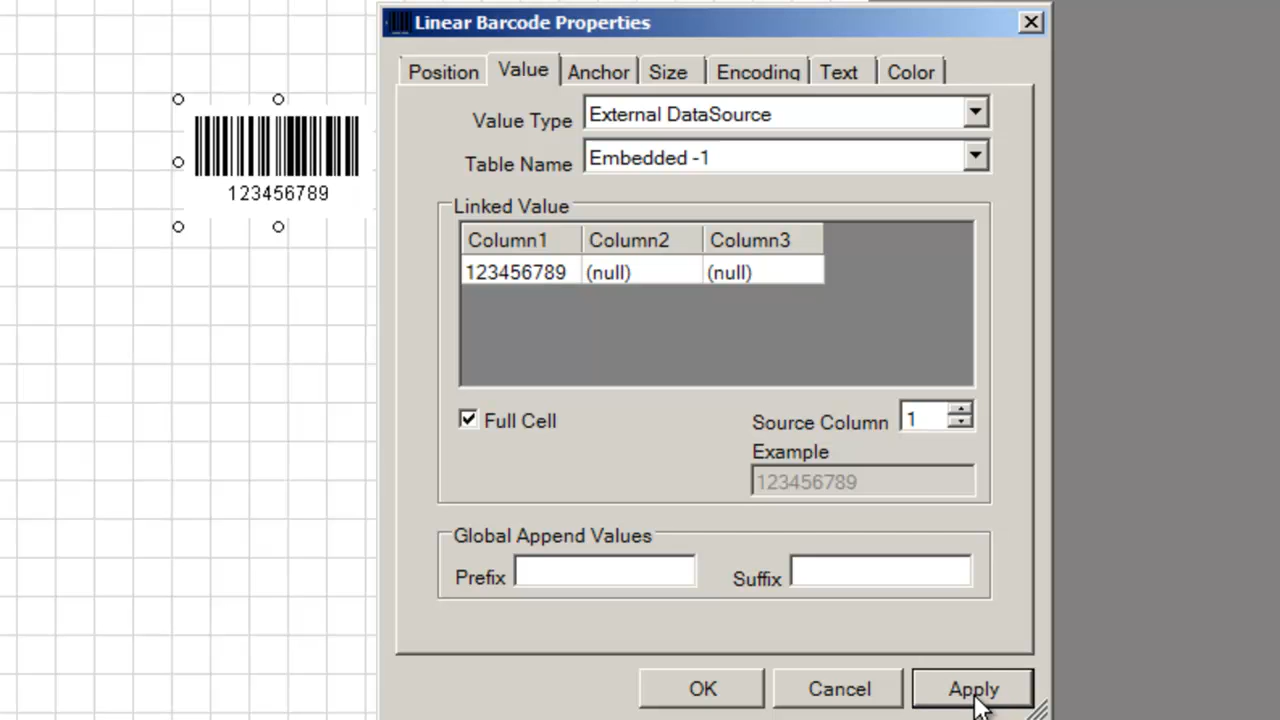 Linear Barcode Properties
Position Value Anchor Size Encoding Text Color
Value Type External DataSource
Table Name Embedded -1
123456789
Linked Value
Column1 Column2 Column3
123456789 (null) (null)
Full Cell
Source Column 1
Example
123456789
Global Append Values
Prefix
Suffix
OK Cancel Apply